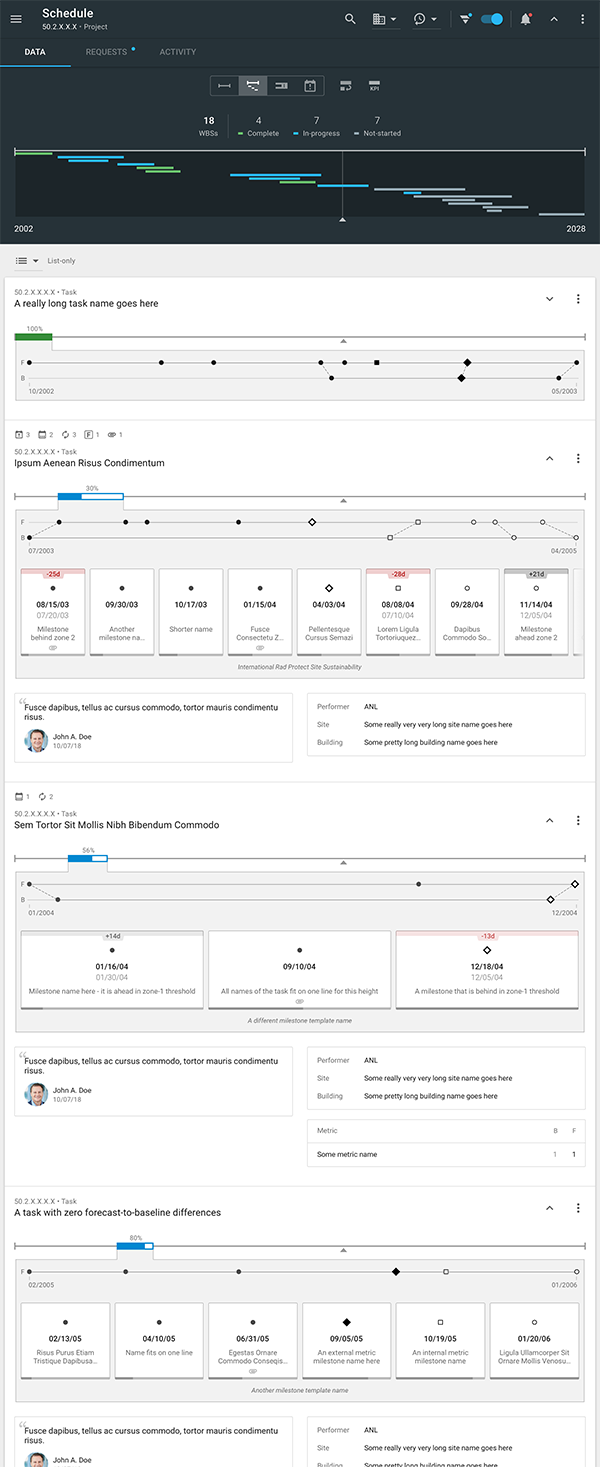 Schedule
50.2.X.X.X • Project
DATA
REQUESTS
ACTIVITY
KPI
18
4
7
7
WBSs
Complete
In-progress
Not-started
2002
2028
List-only
50.2.X.X.X.X • Task
A really long task name goes here
100%
F
B
10/2002
05/2003
3
2
3
F 1
1
50.2.X.X.X.X • Task
Ipsum Aenean Risus Condimentum
30%
F
B
07/2003
04/2005
-25d
08/15/03
07/20/03
Milestone
behind zone 2
09/30/03
Another
milestone na...
10/17/03
Shorter name
01/15/04
Fusce
Consectetu Z...
04/03/04
Pellentesque
Cursus Semazi
-28d
08/08/04
07/10/04
Lorem Ligula
Tortoriuquez...
09/28/04
Dapibus
Commodo So...
+21d
11/14/04
12/05/04
Milestone
ahead zone 2
International Rad Protect Site Sustainability
“
Fusce dapibus, tellus ac cursus commodo, tortor mauris condimentu
risus.
John A. Doe
10/07/18
Performer ANL
Site Some really very very long site name goes here
Building Some pretty long building name goes here
1
2
50.2.X.X.X.X • Task
Sem Tortor Sit Mollis Nibh Bibendum Commodo
56%
F
B
01/2004
12/2004
+14d
01/16/04
01/30/04
Milestone name here - it is ahead in zone-1 threshold
09/10/04
All names of the task fit on one line for this height
-13d
12/18/04
12/05/04
A milestone that is behind in zone-1 threshold
A different milestone template name
“
Fusce dapibus, tellus ac cursus commodo, tortor mauris condimentu
risus.
John A. Doe
10/07/18
Performer ANL
Site Some really very very long site name goes here
Building Some pretty long building name goes here
Metric B F
Some metric name 1 1
50.2.X.X.X.X • Task
A task with zero forecast-to-baseline differences
80%
F
02/2005
01/2006
02/13/05
Risus Purus Etiam
Tristique Dapibusa...
04/10/05
Name fits on one line
06/31/05
Egestas Ornare
Commodo Conseqis...
09/05/05
An external metric
milestone name here
10/19/05
An internal metric
milestone name
01/20/06
Ligula Ullamcorper Sit
Ornare Mollis Venosu...
Another milestone template name
“
Fusce dapibus, tellus ac cursus commodo, tortor mauris condimentu
risus.
John A. Doe
Performer ANL
Site Some really very very long site name goes here
Building Some pretty long building name goes here